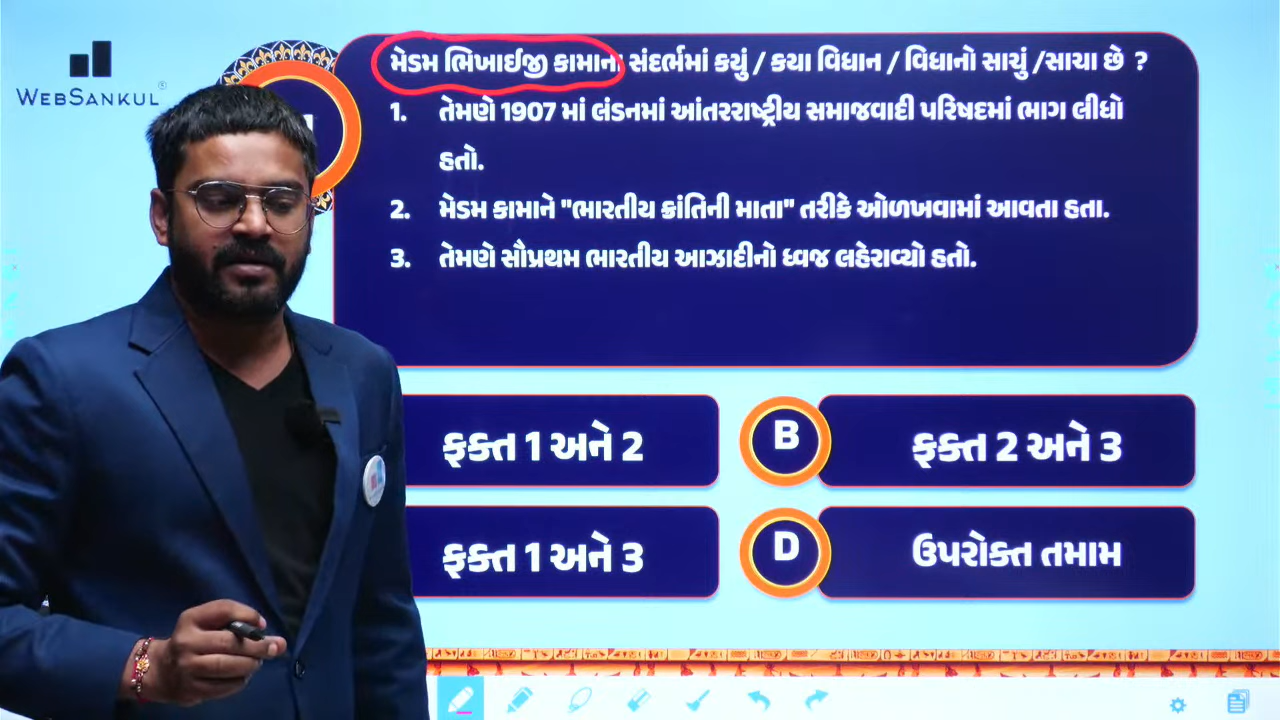 WEBSANKUL
મેડમ ભિખાઈજી કામાના સંદર્ભમાં કયું / કયા વિધાન / વિધાનો સાચું /સાચા છે ?
1. તેમણે 1907 માં લંડનમાં આંતરરાષ્ટ્રીય સમાજવાદી પરિષદમાં ભાગ લીધો
હતો.
2. મેડમ કામાને "ભારતીય ક્રાંતિની માતા" તરીકે ઓળખવામાં આવતા હતા.
3. તેમણે સૌપ્રથમ ભારતીય આઝાદીનો ધ્વજ લહેરાવ્યો હતો.
ફક્ત 1 અને 2
B ફક્ત 2 અને 3
ફક્ત 1 અને 3
D ઉપરોક્ત તમામ